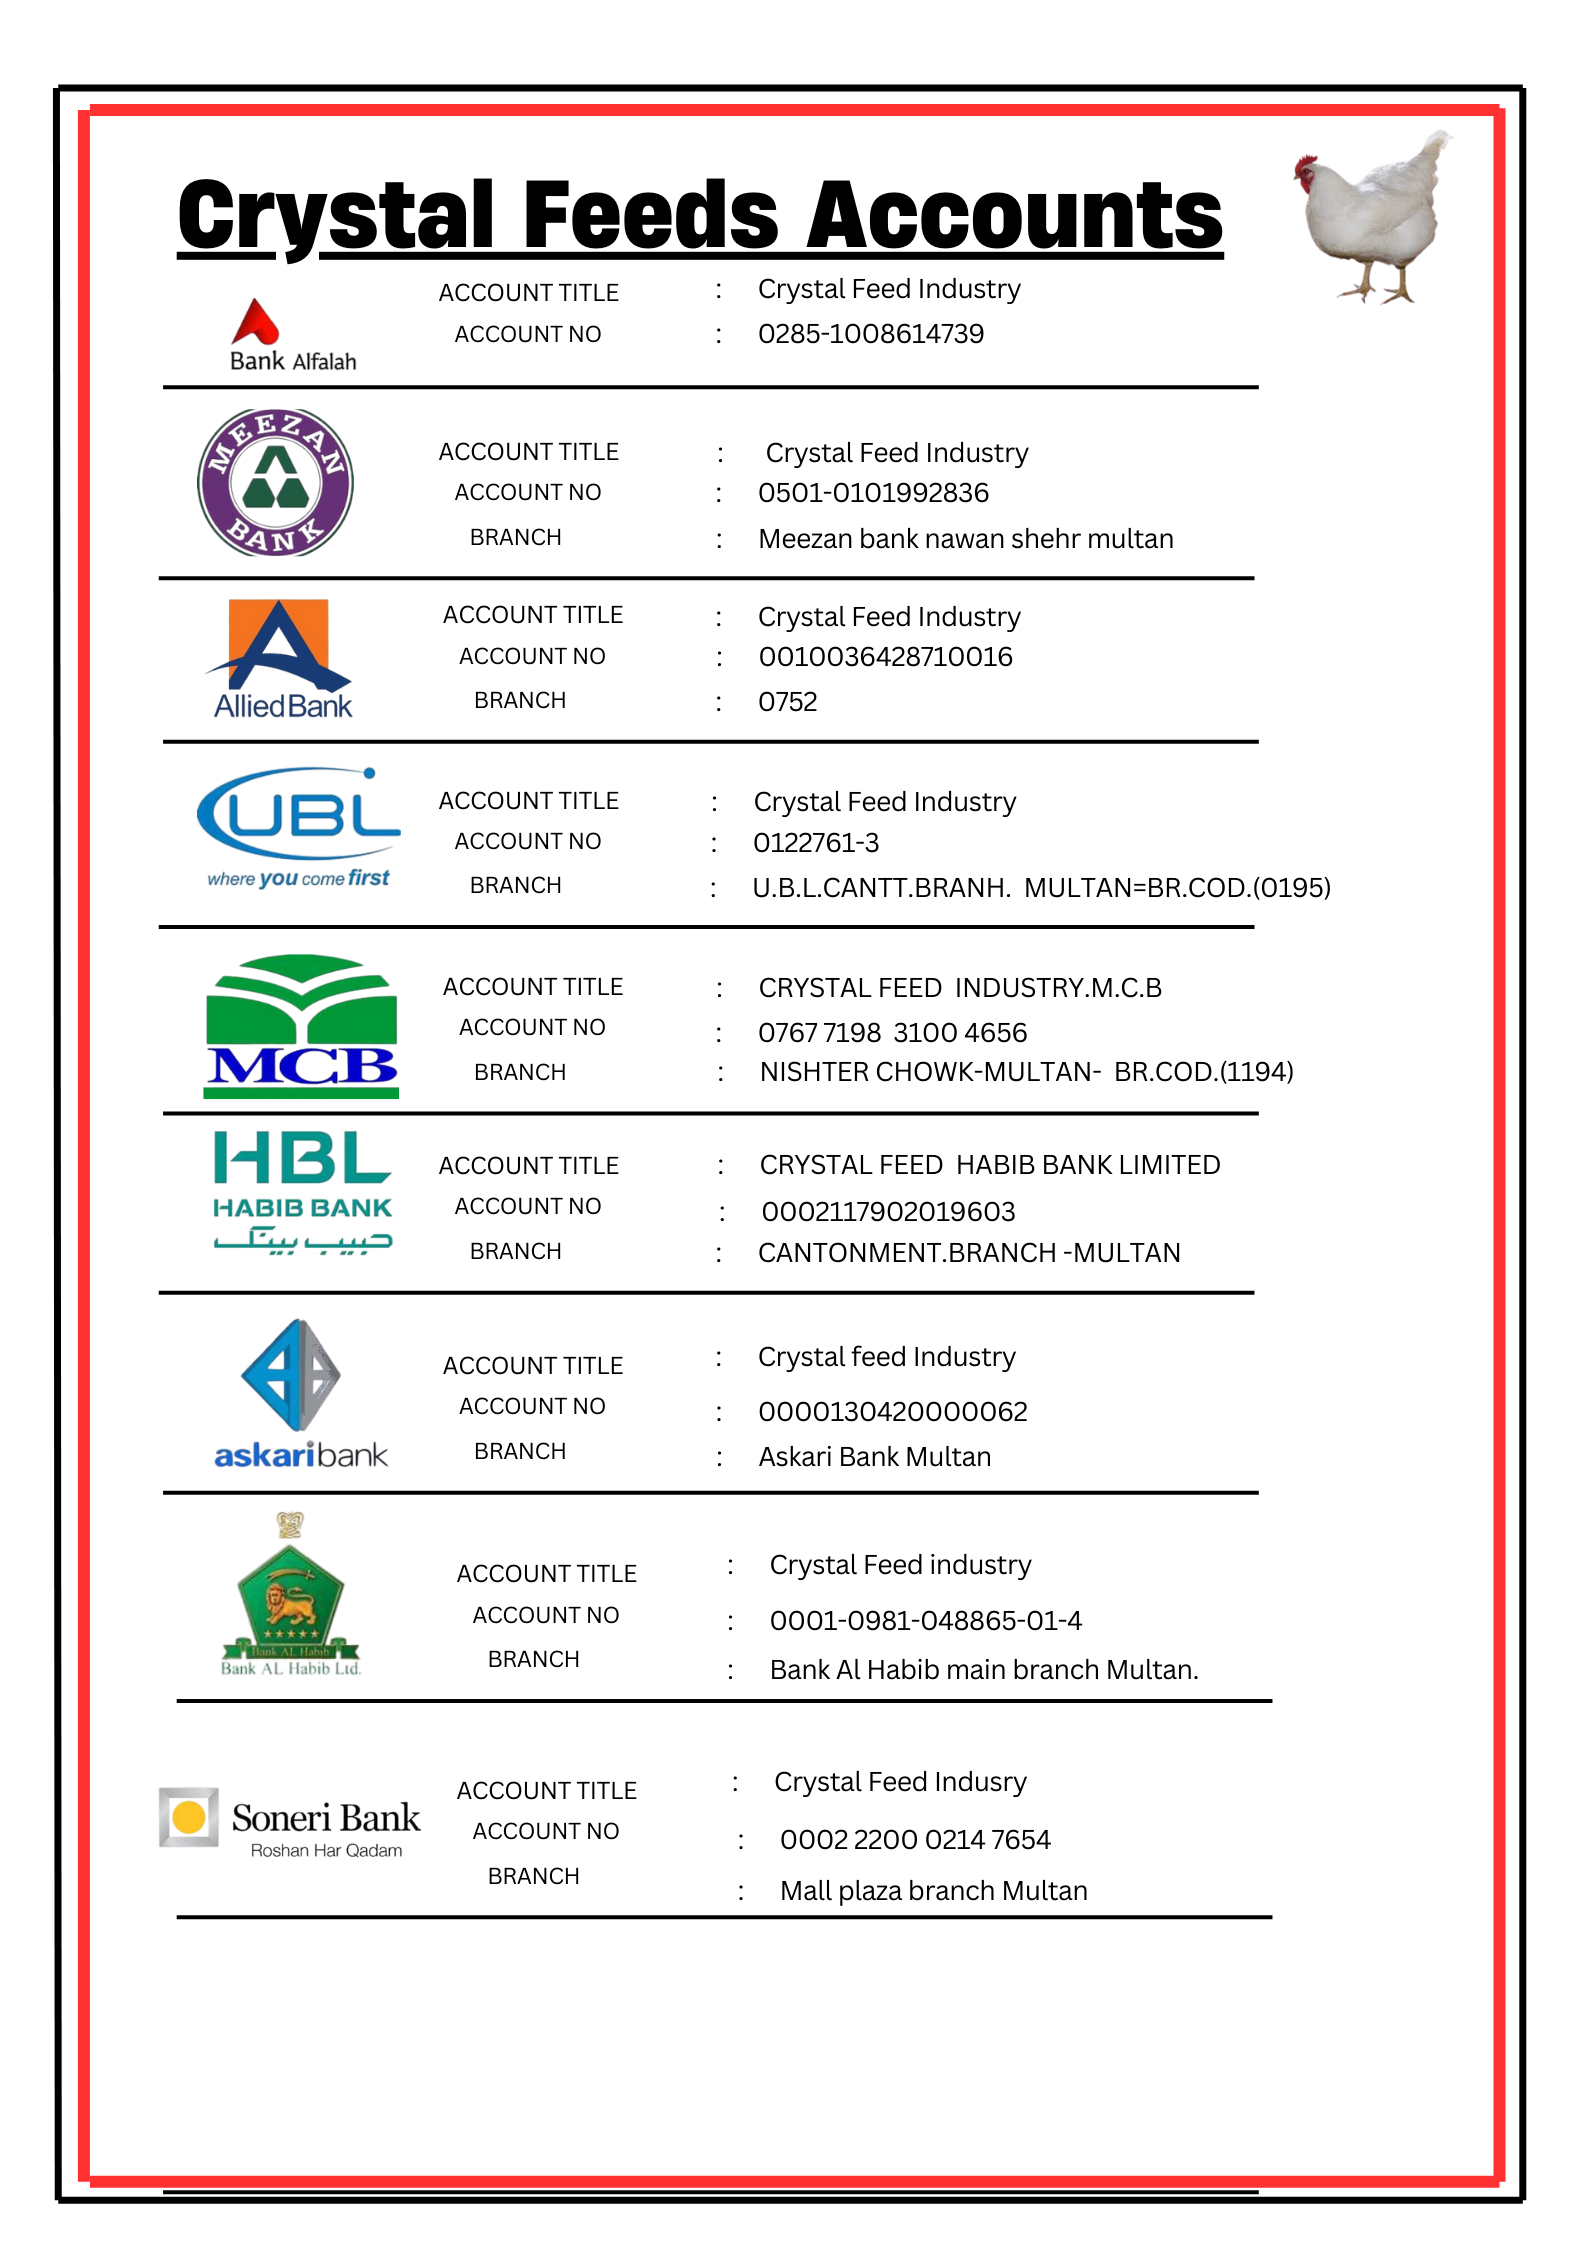 Crystal Feeds Accounts
Bank Alfalah
ACCOUNT TITLE : Crystal Feed Industry
ACCOUNT NO : 0285-1008614739
MEEZAN BANK
ACCOUNT TITLE : Crystal Feed Industry
ACCOUNT NO : 0501-0101992836
BRANCH : Meezan bank nawan shehr multan
Allied Bank
ACCOUNT TITLE : Crystal Feed Industry
ACCOUNT NO : 0010036428710016
BRANCH : 0752
UBL
where you come first
ACCOUNT TITLE : Crystal Feed Industry
ACCOUNT NO : 0122761-3
BRANCH : U.B.L.CANTT.BRANH. MULTAN=BR.COD.(0195)
MCB
ACCOUNT TITLE : CRYSTAL FEED INDUSTRY.M.C.B
ACCOUNT NO : 0767 7198 3100 4656
BRANCH : NISHTER CHOWK-MULTAN- BR.COD.(1194)
HBL
HABIB BANK
حبیب بینک
ACCOUNT TITLE : CRYSTAL FEED HABIB BANK LIMITED
ACCOUNT NO : 0002117902019603
BRANCH : CANTONMENT.BRANCH -MULTAN
askaribank
ACCOUNT TITLE : Crystal feed Industry
ACCOUNT NO : 0000130420000062
BRANCH : Askari Bank Multan
Bank AL Habib
Bank AL Habib Ltd.
ACCOUNT TITLE : Crystal Feed industry
ACCOUNT NO : 0001-0981-048865-01-4
BRANCH : Bank Al Habib main branch Multan.
Soneri Bank
Roshan Har Qadam
ACCOUNT TITLE : Crystal Feed Indusry
ACCOUNT NO : 0002 2200 0214 7654
BRANCH : Mall plaza branch Multan